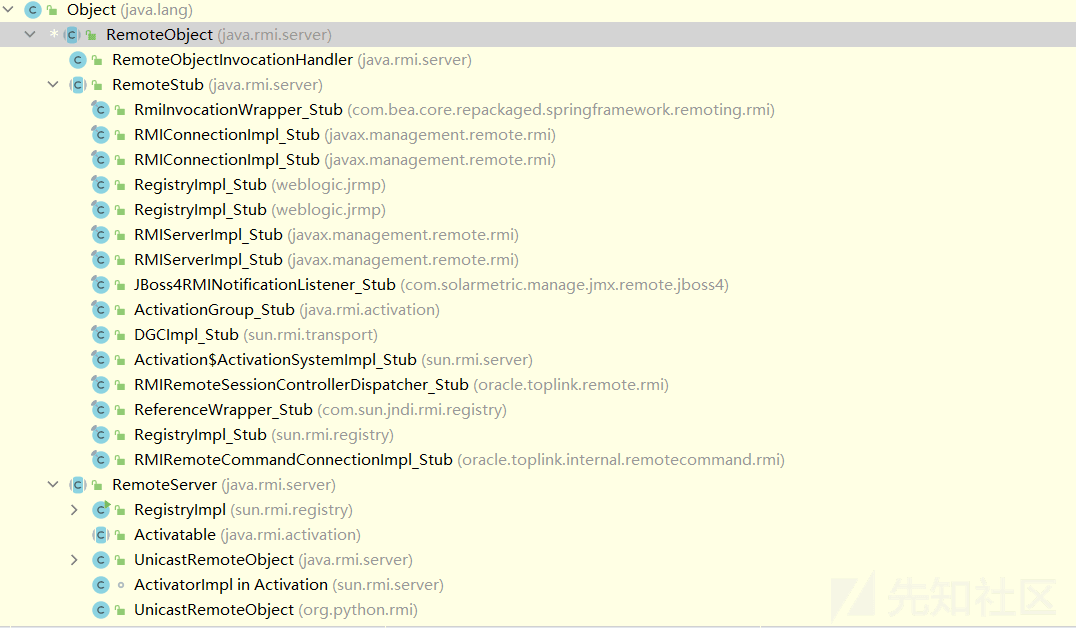 Object (java.lang)
RemoteObject (java.rmi.server)
RemoteObjectInvocationHandler (java.rmi.server)
RemoteStub (java.rmi.server)
RmiInvocationWrapper_Stub (com.bea.core.repackaged.springframework.remoting.rmi)
RMIConnectionImpl_Stub (javax.management.remote.rmi)
RMIConnectionImpl_Stub (javax.management.remote.rmi)
RegistryImpl_Stub (weblogic.jrmp)
RegistryImpl_Stub (weblogic.jrmp)
RMIServerImpl_Stub (javax.management.remote.rmi)
RMIServerImpl_Stub (javax.management.remote.rmi)
JBoss4RMINotificationListener_Stub (com.solarmetric.manage.jmx.remote.jboss4)
ActivationGroup_Stub (java.rmi.activation)
DGCImpl_Stub (sun.rmi.transport)
Activation$ActivationSystemImpl_Stub (sun.rmi.server)
RMIRemoteSessionControllerDispatcher_Stub (oracle.toplink.remote.rmi)
ReferenceWrapper_Stub (com.sun.jndi.rmi.registry)
RegistryImpl_Stub (sun.rmi.registry)
RMIRemoteCommandConnectionImpl_Stub (oracle.toplink.internal.remotecommand.rmi)
RemoteServer (java.rmi.server)
RegistryImpl (sun.rmi.registry)
Activatable (java.rmi.activation)
UnicastRemoteObject (java.rmi.server)
ActivatorImpl in Activation (sun.rmi.server)
UnicastRemoteObject (org.python.rmi)
先知社区